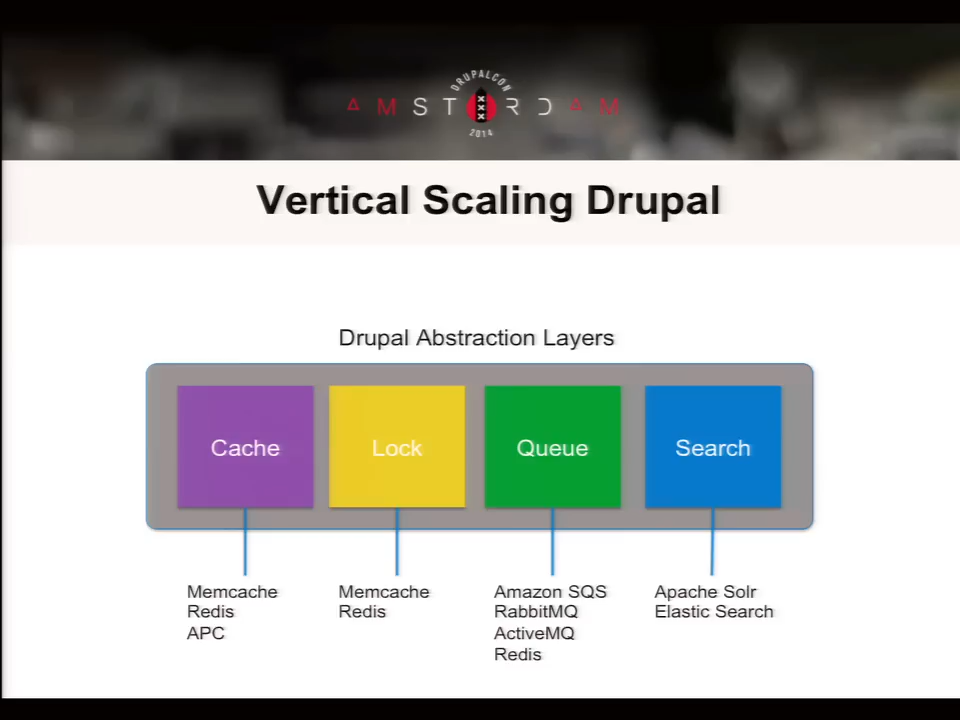 DRUPALCON
AMSTERDAM
2014
Vertical Scaling Drupal
Drupal Abstraction Layers
Cache
Lock
Queue
Search
Memcache
Redis
APC
Memcache
Redis
Amazon SQS
RabbitMQ
ActiveMQ
Redis
Apache Solr
Elastic Search